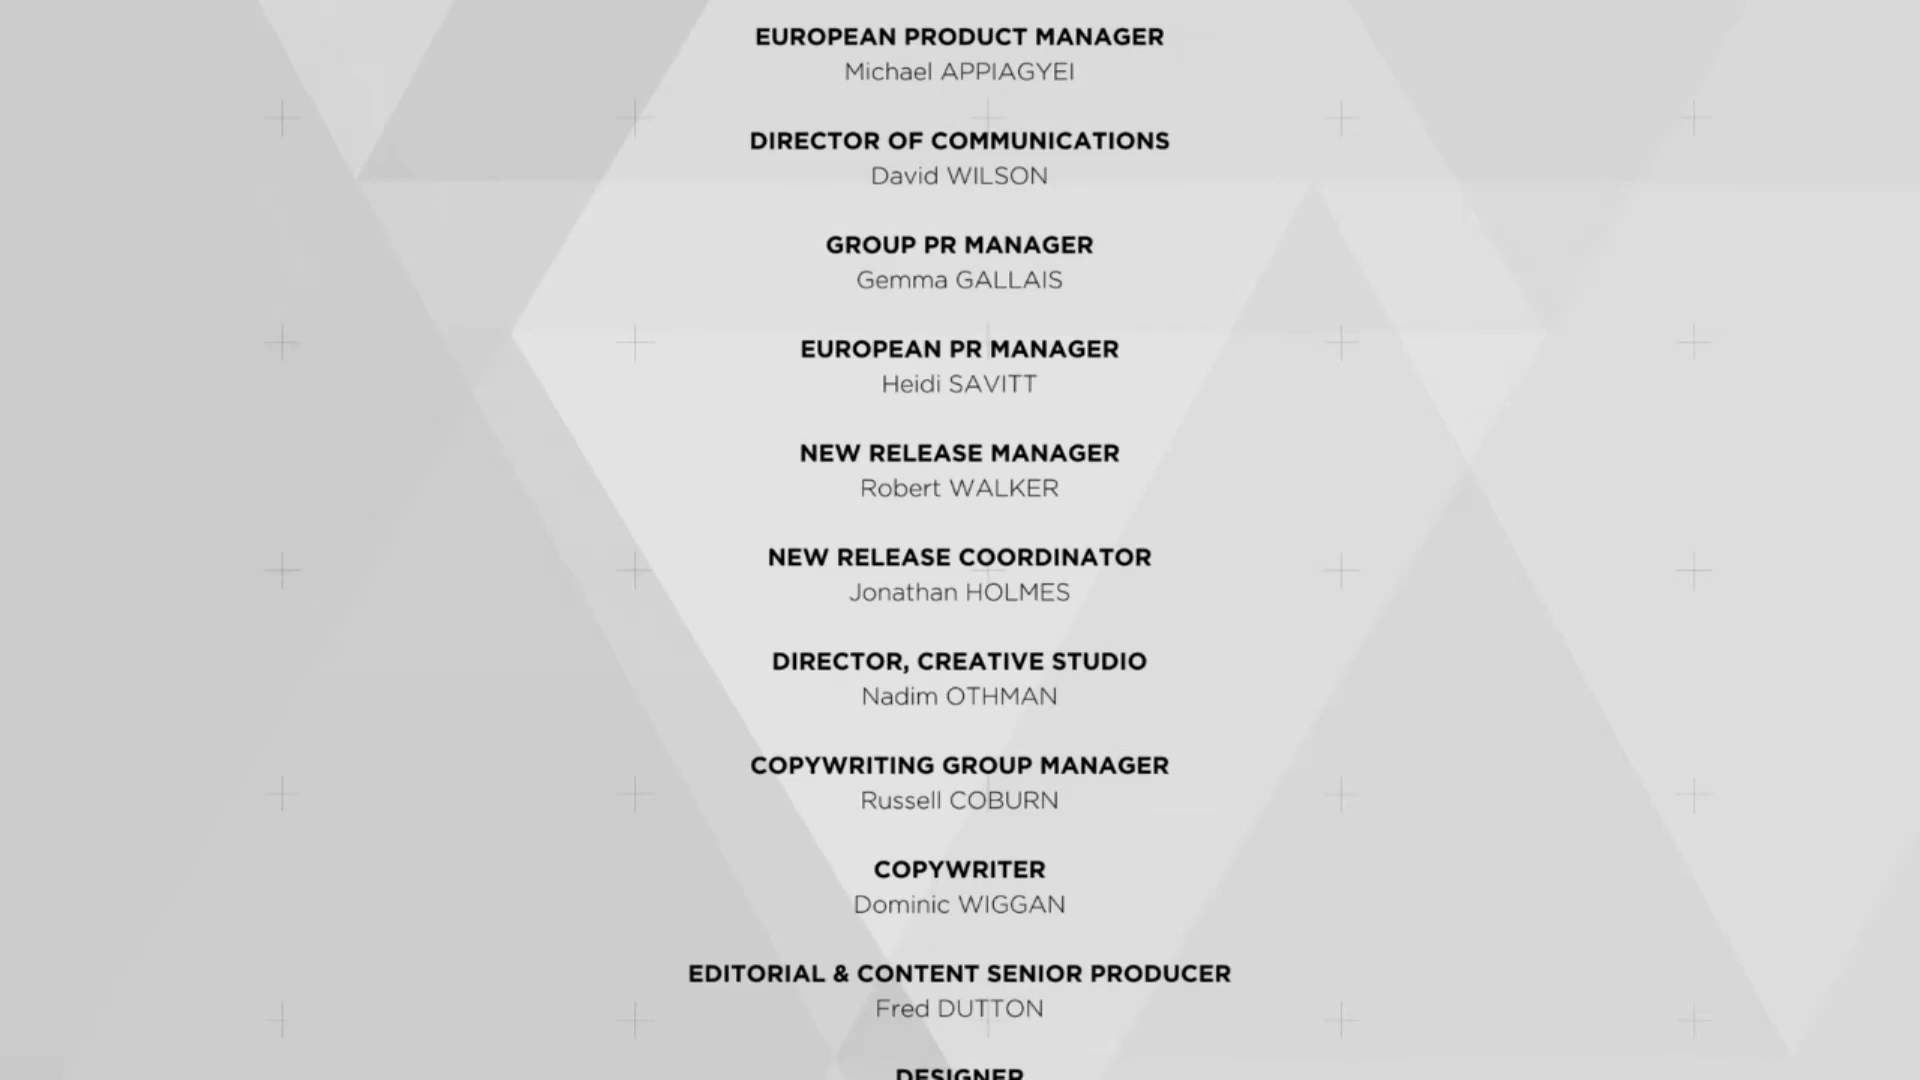 EUROPEAN PRODUCT MANAGER
Michael APPIAGYEI
DIRECTOR OF COMMUNICATIONS
David WILSON
GROUP PR MANAGER
Gemma GALLAIS
EUROPEAN PR MANAGER
Heidi SAVITT
NEW RELEASE MANAGER
Robert WALKER
NEW RELEASE COORDINATOR
Jonathan HOLMES
DIRECTOR, CREATIVE STUDIO
Nadim OTHMAN
COPYWRITING GROUP MANAGER
Russell COBURN
COPYWRITER
Dominic WIGGAN
EDITORIAL & CONTENT SENIOR PRODUCER
Fred DUTTON
DESIGNER